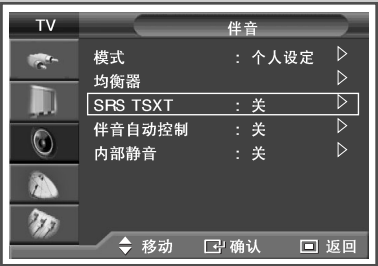 TV 伴音
模式 : 个人设定
均衡器
SRS TSXT : 关
伴音自动控制 : 关
内部静音 : 关
移动 确认 返回